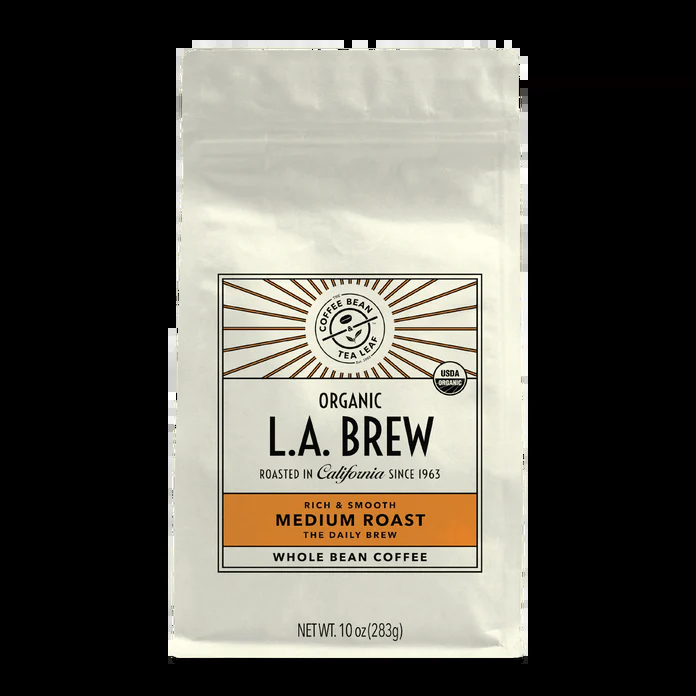 THE
COFFEE BEAN
&
TEA LEAF
USDA
ORGANIC
ORGANIC
L.A. BREW
ROASTED IN California SINCE 1963
RICH & SMOOTH
MEDIUM ROAST
THE DAILY BREW
WHOLE BEAN COFFEE
NET WT. 10 oz (283g)